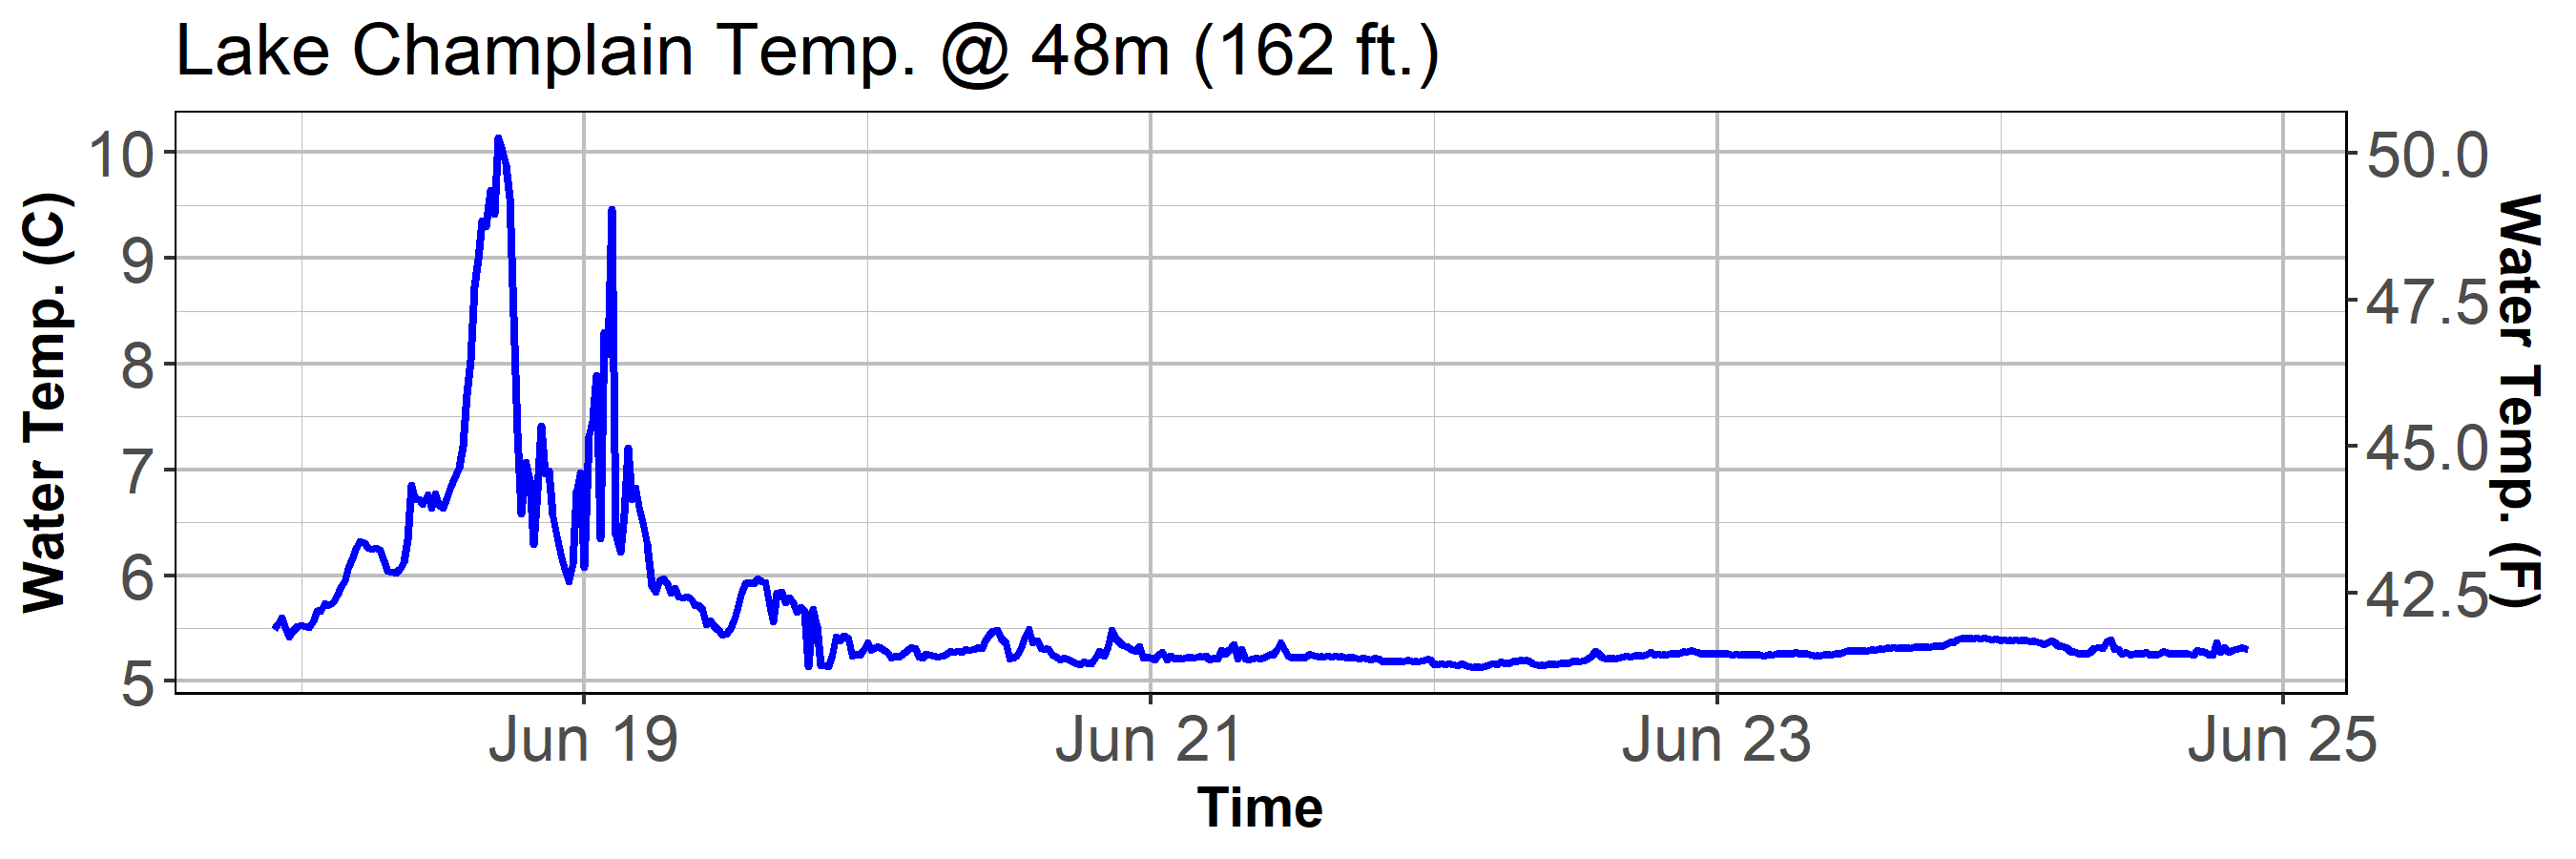 Lake Champlain Temp. @ 48m (162 ft.)
Water Temp. (C)
10
9
8
7
6
5
50.0
47.5
45.0
42.5
Water Temp. (F)
Jun 19 Jun 21 Jun 23 Jun 25
Time